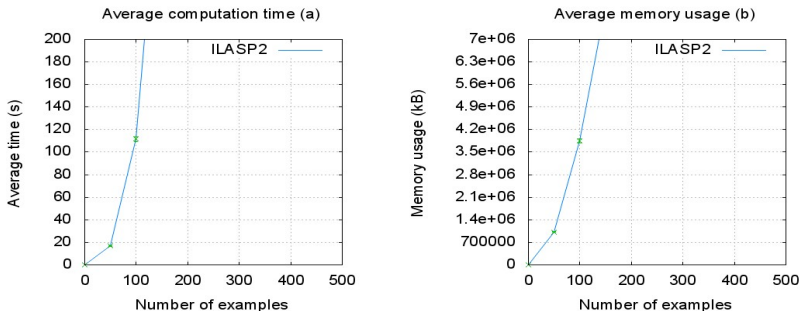 Average computation time (a)
ILASP2
200
180
160
140
120
100
80
60
40
20
0
Average time (s)
0 100 200 300 400 500
Number of examples
Average memory usage (b)
ILASP2
7e+06
6.3e+06
5.6e+06
4.9e+06
4.2e+06
3.5e+06
2.8e+06
2.1e+06
1.4e+06
700000
0
Memory usage (kB)
0 100 200 300 400 500
Number of examples